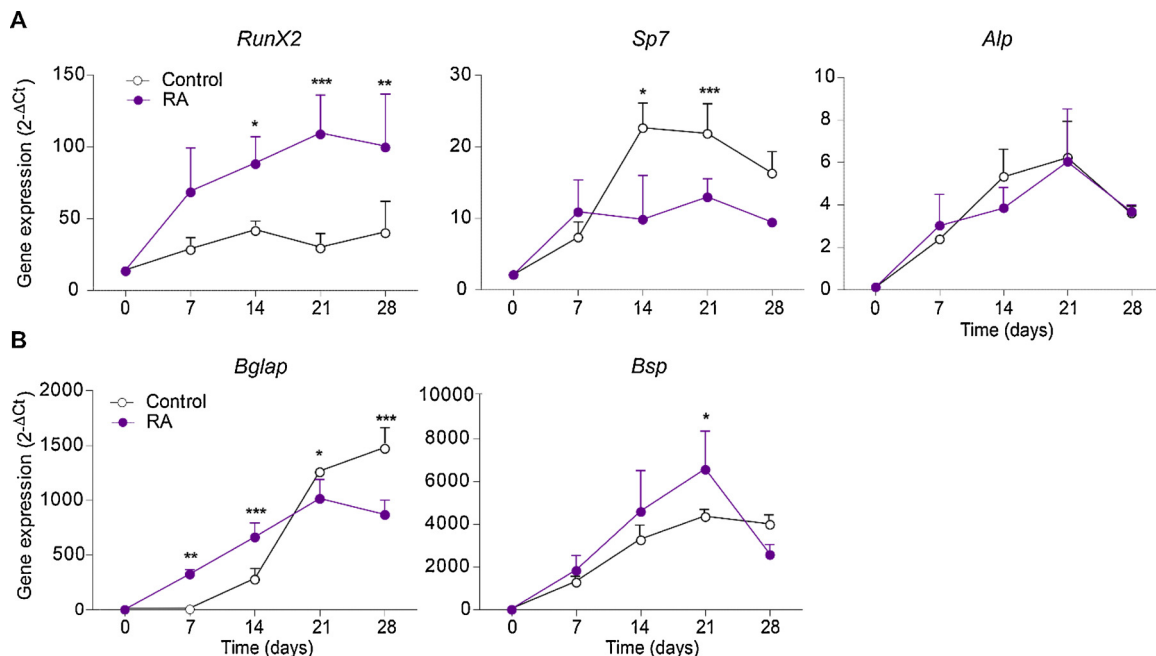 A
RunX2
Sp7
Alp
Gene expression (2-ΔCt)
150
100
50
0
Control
RA
*
***
**
0 7 14 21 28
30
20
10
0
*
***
0 7 14 21 28
10
8
6
4
2
0
0 7 14 21 28
Time (days)
B
Bglap
Bsp
Gene expression (2-ΔCt)
2000
1500
1000
500
0
Control
RA
**
***
*
***
0 7 14 21 28
Time (days)
10000
8000
6000
4000
2000
0
*
0 7 14 21 28
Time (days)